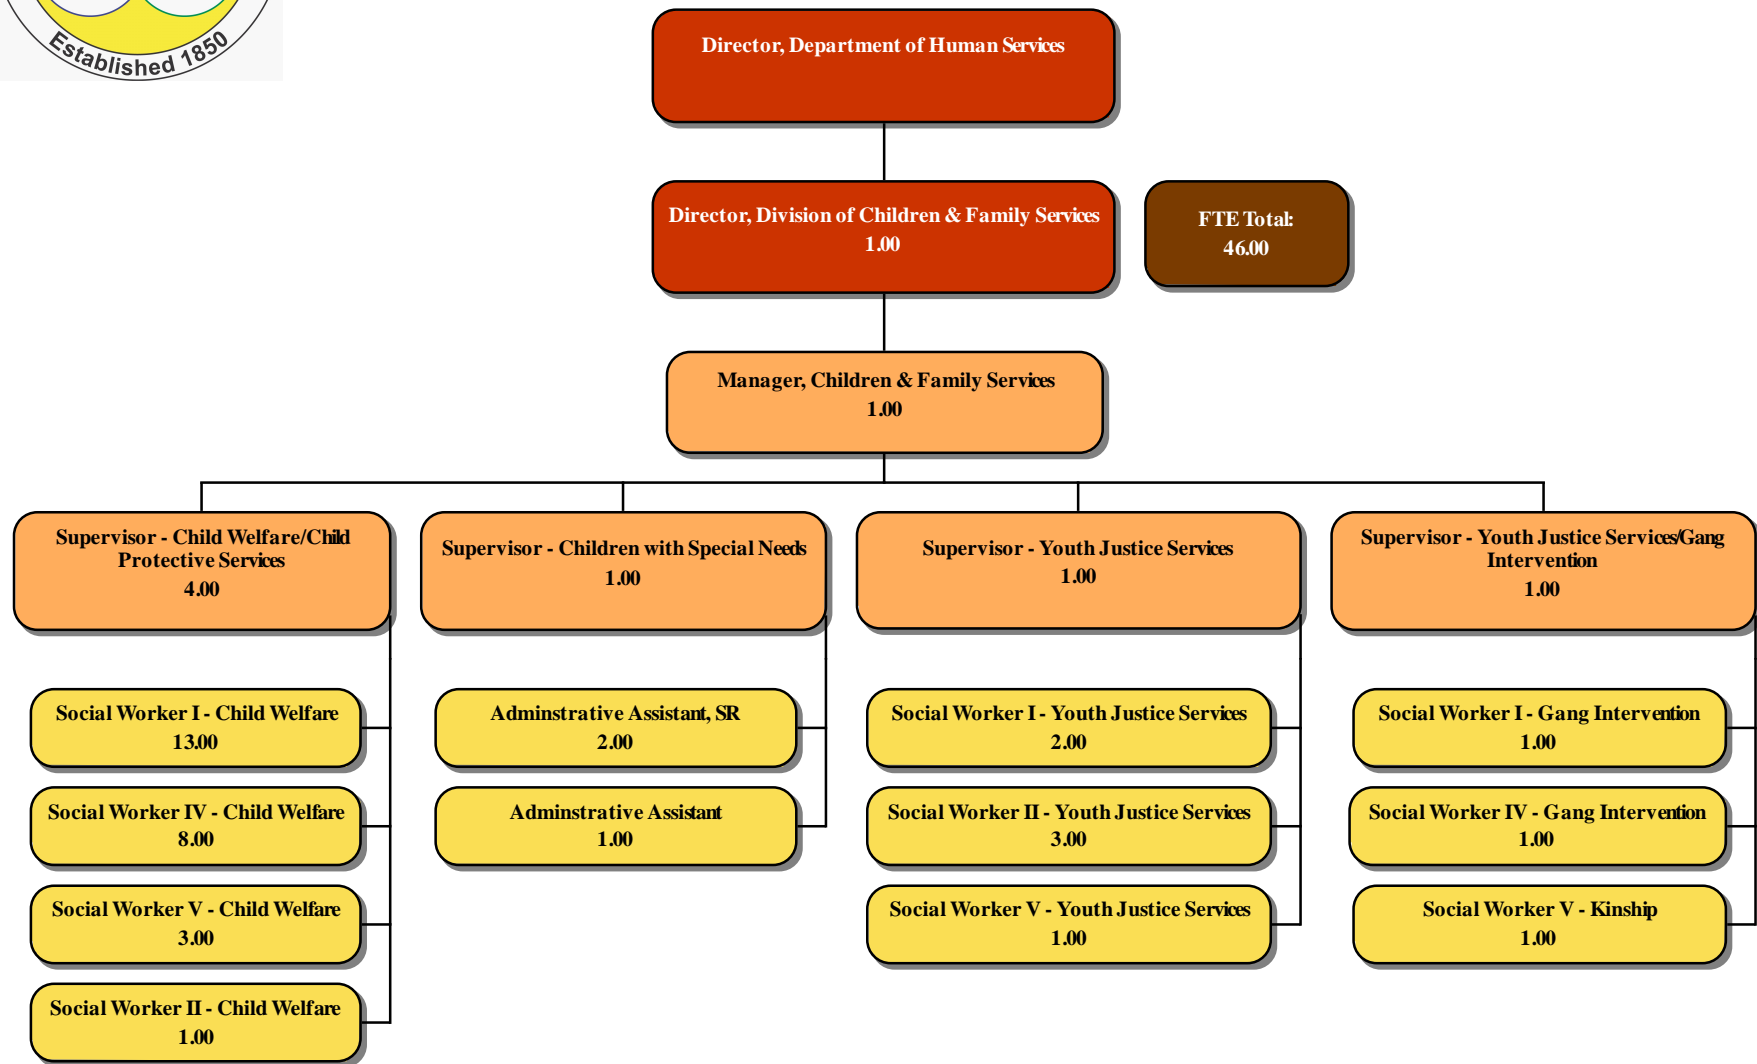 Established 1850
Director, Department of Human Services
Director, Division of Children & Family Services
1.00
FTE Total:
46.00
Manager, Children & Family Services
1.00
Supervisor - Child Welfare/Child
Protective Services
4.00
Supervisor - Children with Special Needs
1.00
Supervisor - Youth Justice Services
1.00
Supervisor - Youth Justice Services/Gang
Intervention
1.00
Social Worker I - Child Welfare
13.00
Social Worker IV - Child Welfare
8.00
Social Worker V - Child Welfare
3.00
Social Worker II - Child Welfare
1.00
Adminstrative Assistant, SR
2.00
Adminstrative Assistant
1.00
Social Worker I - Youth Justice Services
2.00
Social Worker II - Youth Justice Services
3.00
Social Worker V - Youth Justice Services
1.00
Social Worker I - Gang Intervention
1.00
Social Worker IV - Gang Intervention
1.00
Social Worker V - Kinship
1.00